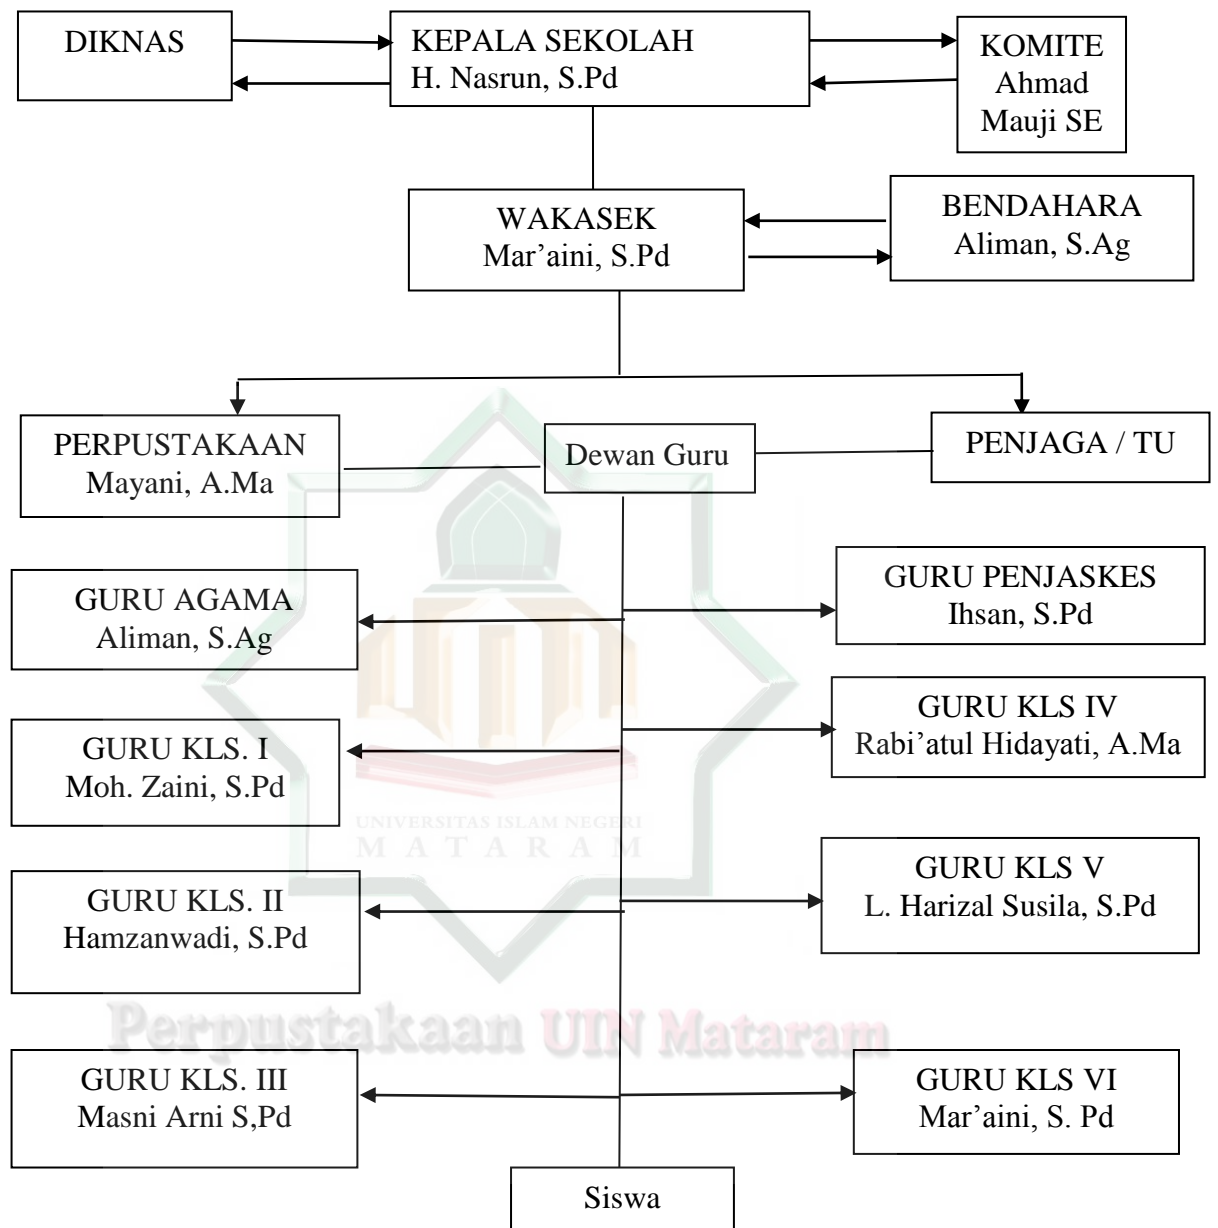 DIKNAS
KEPALA SEKOLAH
H. Nasrun, S.Pd
KOMITE
Ahmad
Mauji SE
WAKASEK
Mar’aini, S.Pd
BENDAHARA
Aliman, S.Ag
PERPUSTAKAAN
Mayani, A.Ma
Dewan Guru
PENJAGA / TU
GURU AGAMA
Aliman, S.Ag
GURU PENJASKES
Ihsan, S.Pd
GURU KLS. I
Moh. Zaini, S.Pd
GURU KLS IV
Rabi’atul Hidayati, A.Ma
UNIVERSITAS ISLAM NEGERI
MATARAM
GURU KLS. II
Hamzanwadi, S.Pd
GURU KLS V
L. Harizal Susila, S.Pd
Perpustakaan UIN Mataram
GURU KLS. III
Masni Arni S,Pd
GURU KLS VI
Mar’aini, S. Pd
Siswa